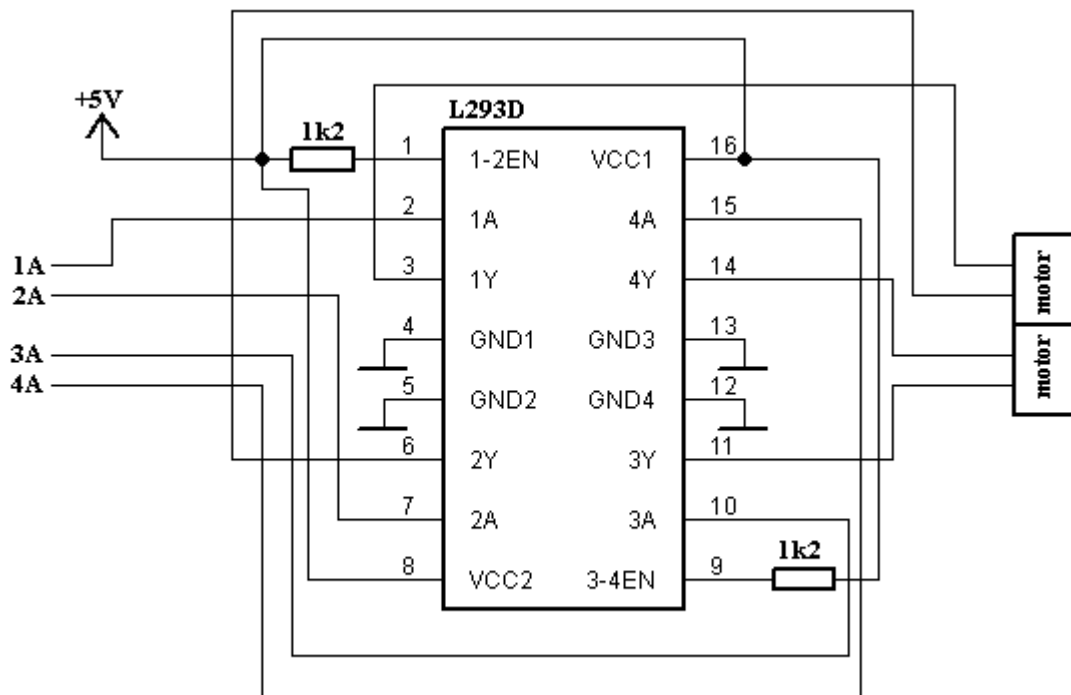 +5V
1k2
L293D
1 1-2EN VCC1 16
2 1A 4A 15
1A
3 1Y 4Y 14
2A
4 GND1 GND3 13
3A
4A
5 GND2 GND4 12
6 2Y 3Y 11
7 2A 3A 10
8 VCC2 3-4EN 9
1k2
motor
motor